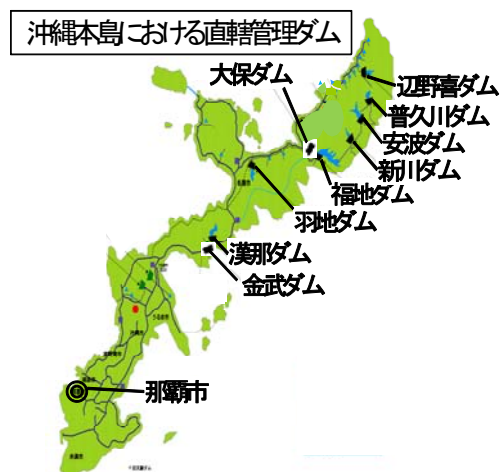 沖縄本島における直轄管理ダム
大保ダム
辺野喜ダム
普久川ダム
安波ダム
新川ダム
福地ダム
羽地ダム
漢那ダム
金武ダム
那覇市